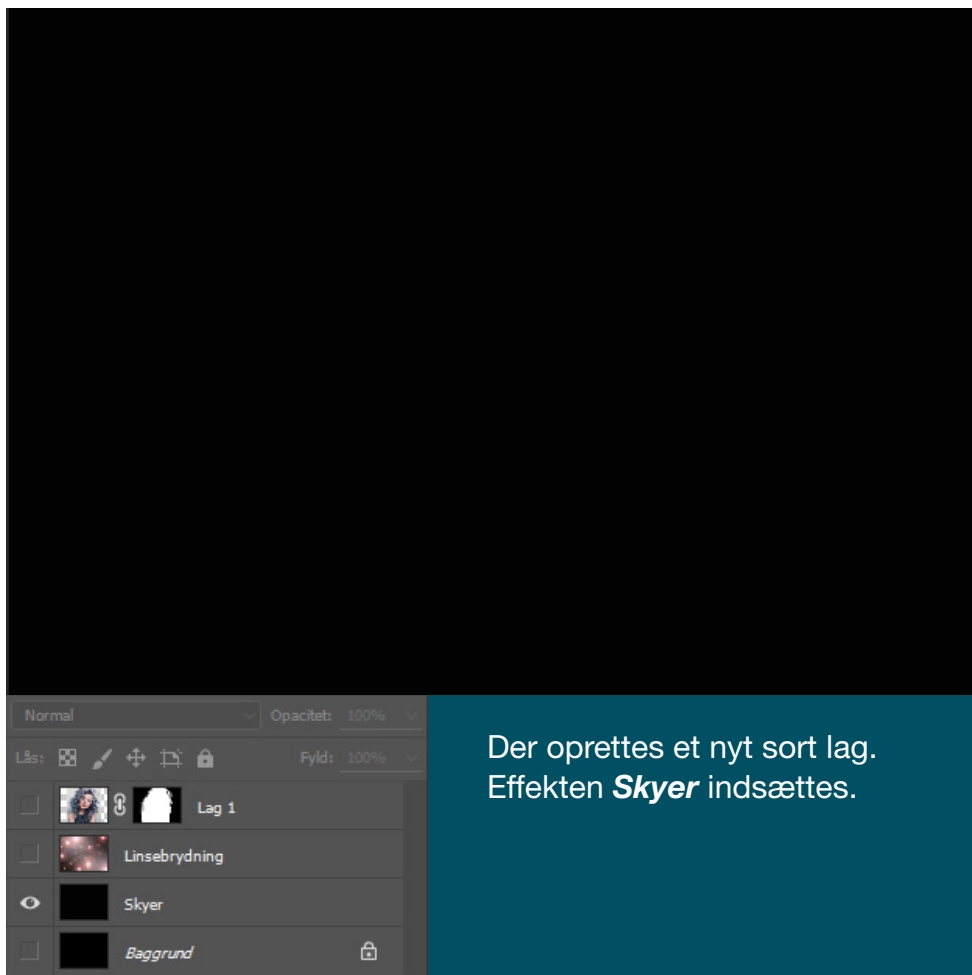 Normal Opacitet: 100%
Lås: Fyld: 100%
Lag 1
Linsebrydning
Skyer
Baggrund
Der oprettes et nyt sort lag.
Effekten Skyer indsættes.